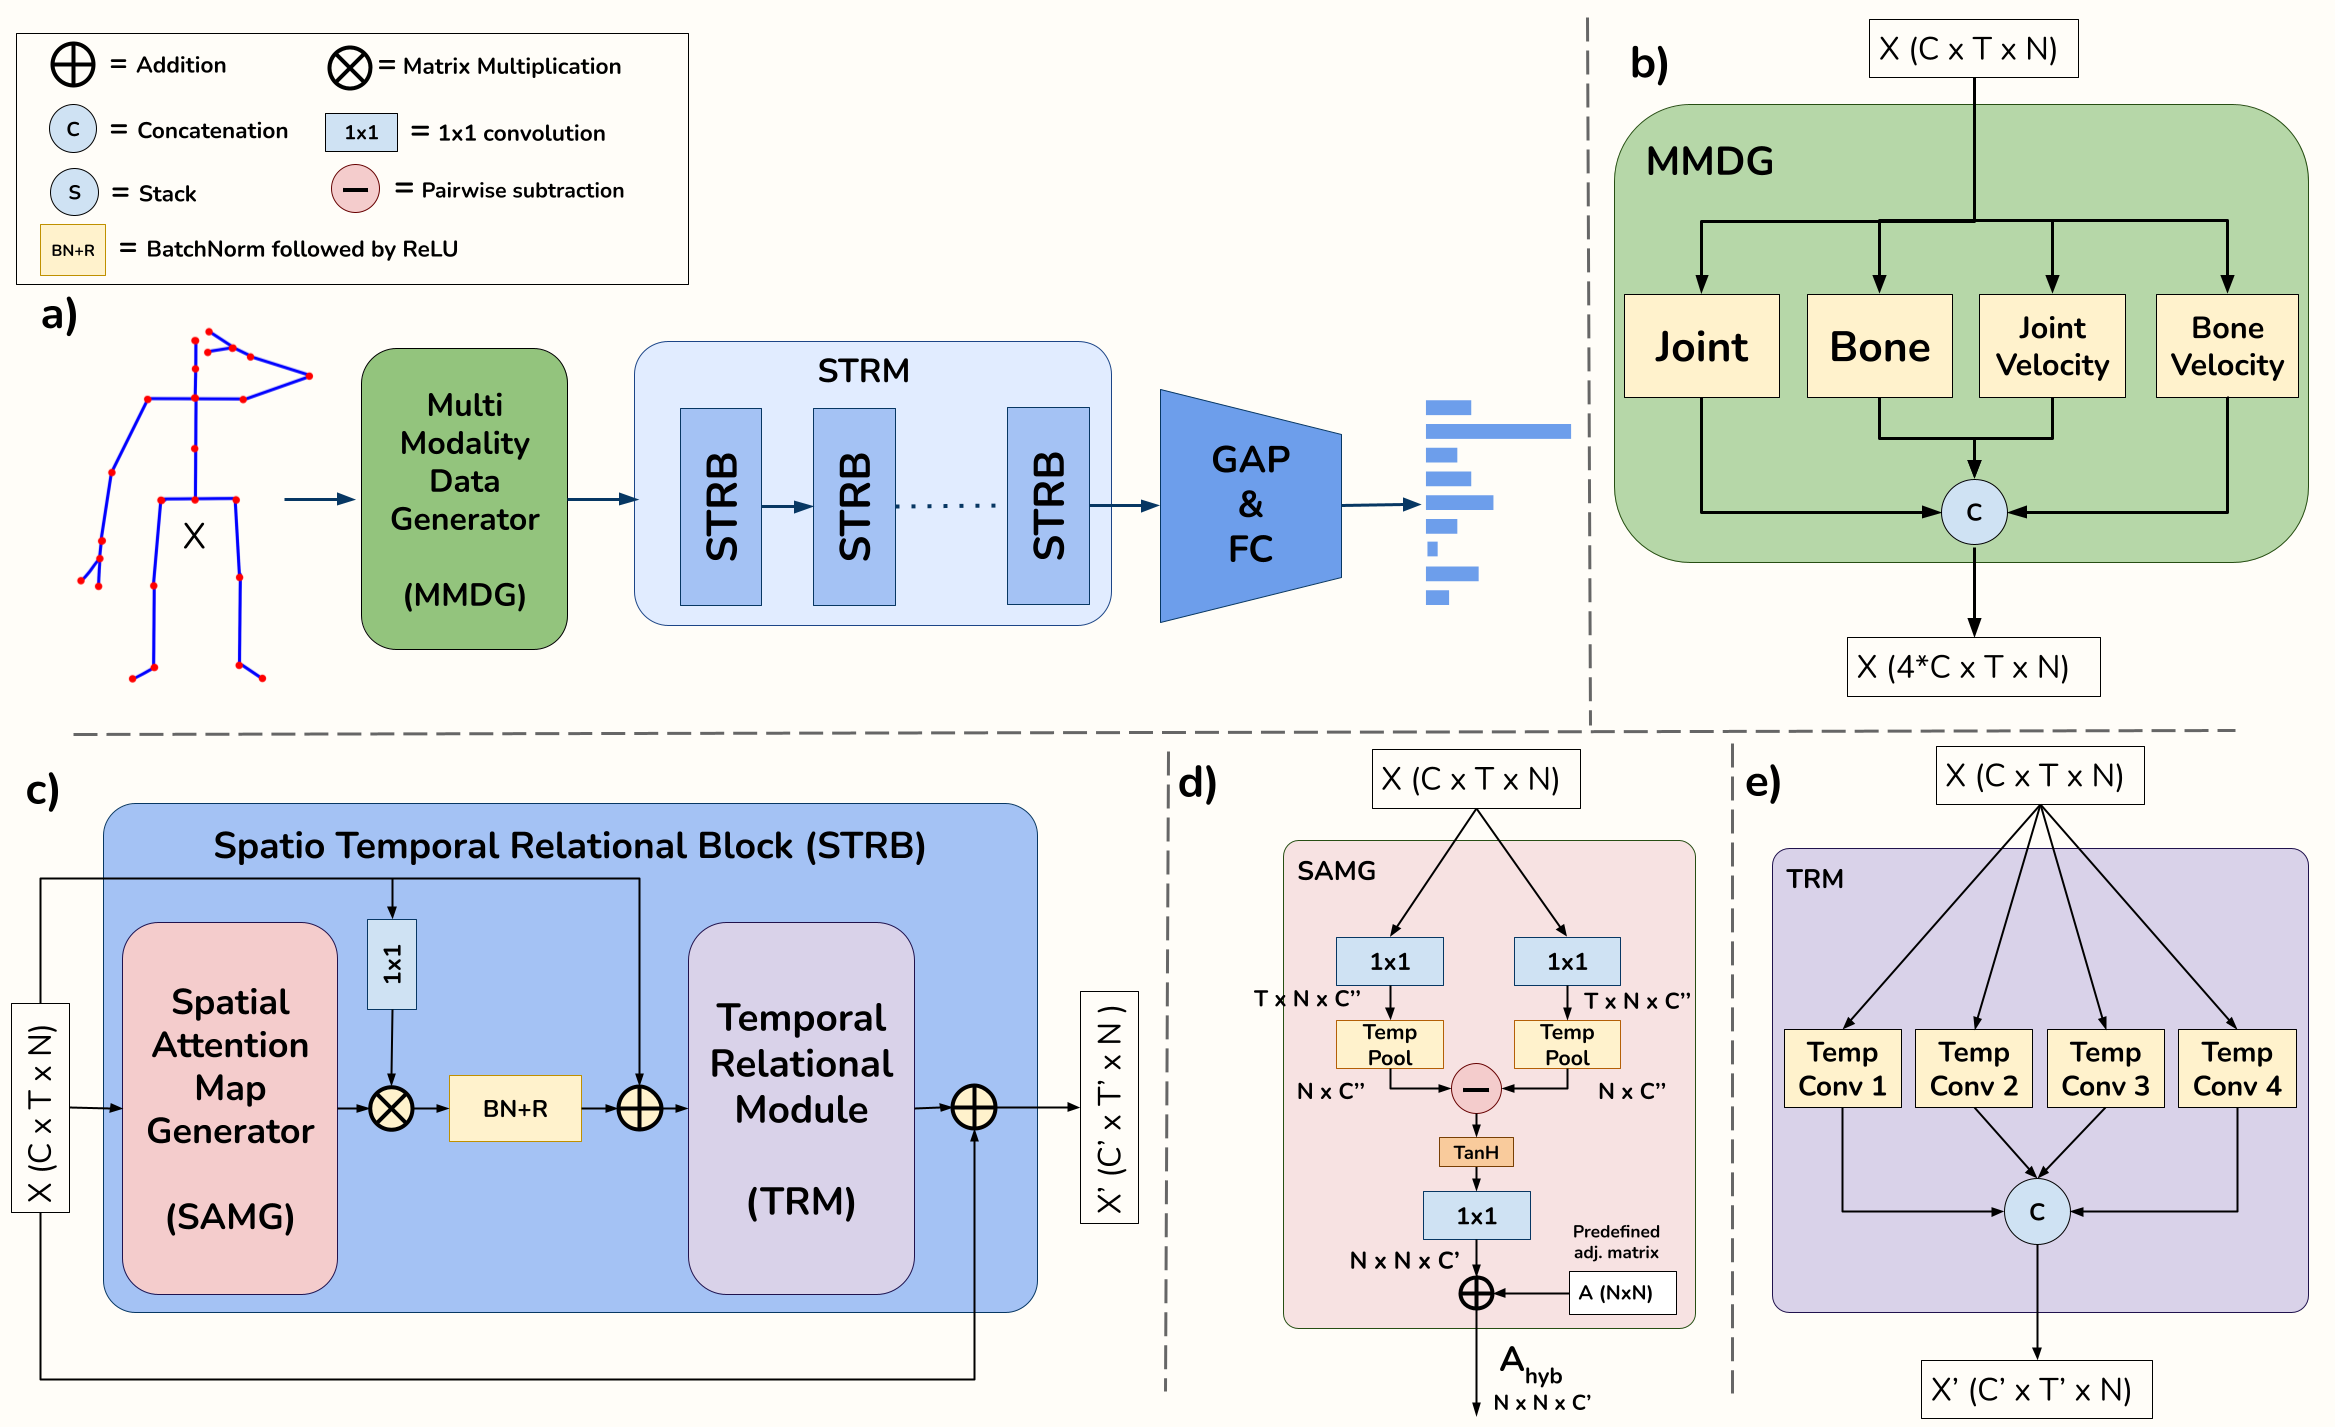 = Addition
= Matrix Multiplication
C = Concatenation
1x1 = 1x1 convolution
S = Stack
= Pairwise subtraction
BN+R = BatchNorm followed by ReLU
a)
X
Multi
Modality
Data
Generator
(MMDG)
STRM
STRB
STRB
STRB
GAP
&
FC
b)
X (C x T x N)
MMDG
Joint
Bone
Joint
Velocity
Bone
Velocity
C
X (4*C x T x N)
c)
Spatio Temporal Relational Block (STRB)
X (C x T x N)
Spatial
Attention
Map
Generator
(SAMG)
1x1
BN+R
Temporal
Relational
Module
(TRM)
X' (C' x T' x N )
d)
X (C x T x N)
SAMG
1x1
1x1
T x N x C”
T x N x C”
Temp
Pool
Temp
Pool
N x C”
N x C”
TanH
1x1
N x N x C’
Predefined
adj. matrix
A (NxN)
Ahyb
N x N x C’
e)
X (C x T x N)
TRM
Temp
Conv 1
Temp
Conv 2
Temp
Conv 3
Temp
Conv 4
C
X’ (C’ x T’ x N)